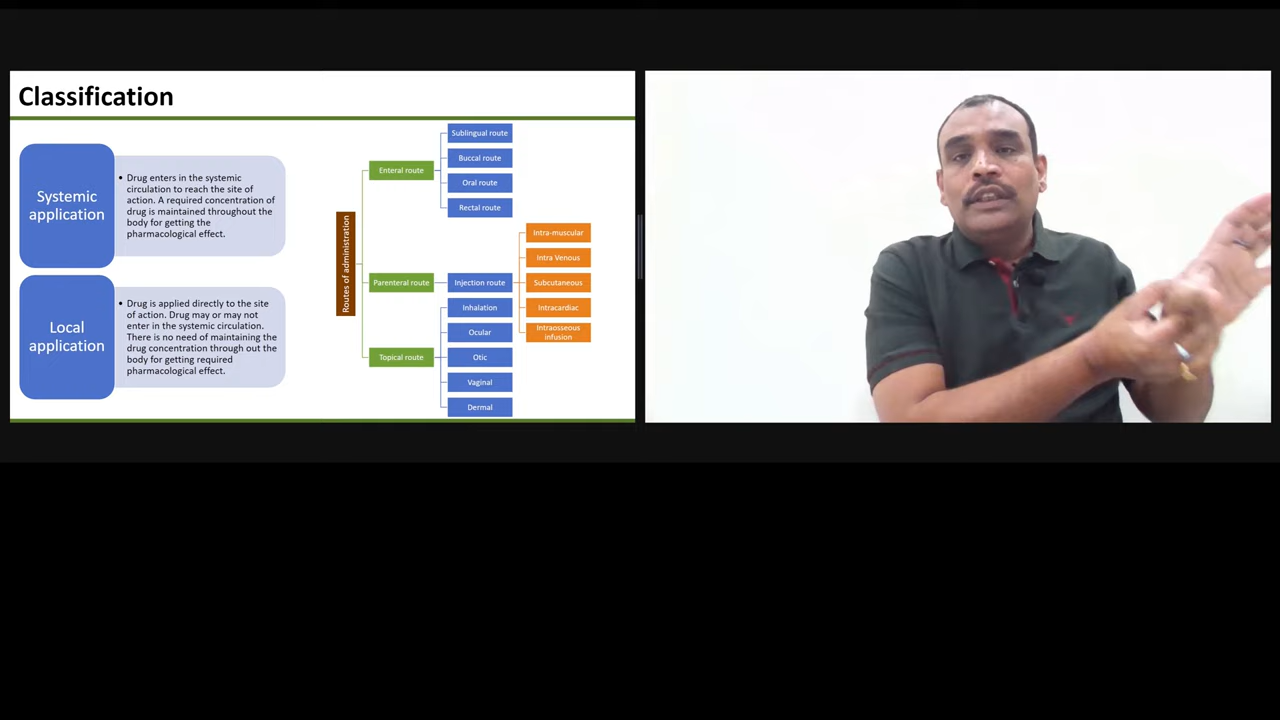 Classification
Systemic
application
• Drug enters in the systemic
circulation to reach the site of
action. A required concentration of
drug is maintained throughout the
body for getting the
pharmacological effect.
Local
application
• Drug is applied directly to the site
of action. Drug may or may not
enter in the systemic circulation.
There is no need of maintaining the
drug concentration through out the
body for getting required
pharmacological effect.
Routes of administration
Enteral route
Sublingual route
Buccal route
Oral route
Rectal route
Parenteral route
Injection route
Intra-muscular
Intra Venous
Subcutaneous
Intracardiac
Intraosseous
infusion
Topical route
Inhalation
Ocular
Otic
Vaginal
Dermal